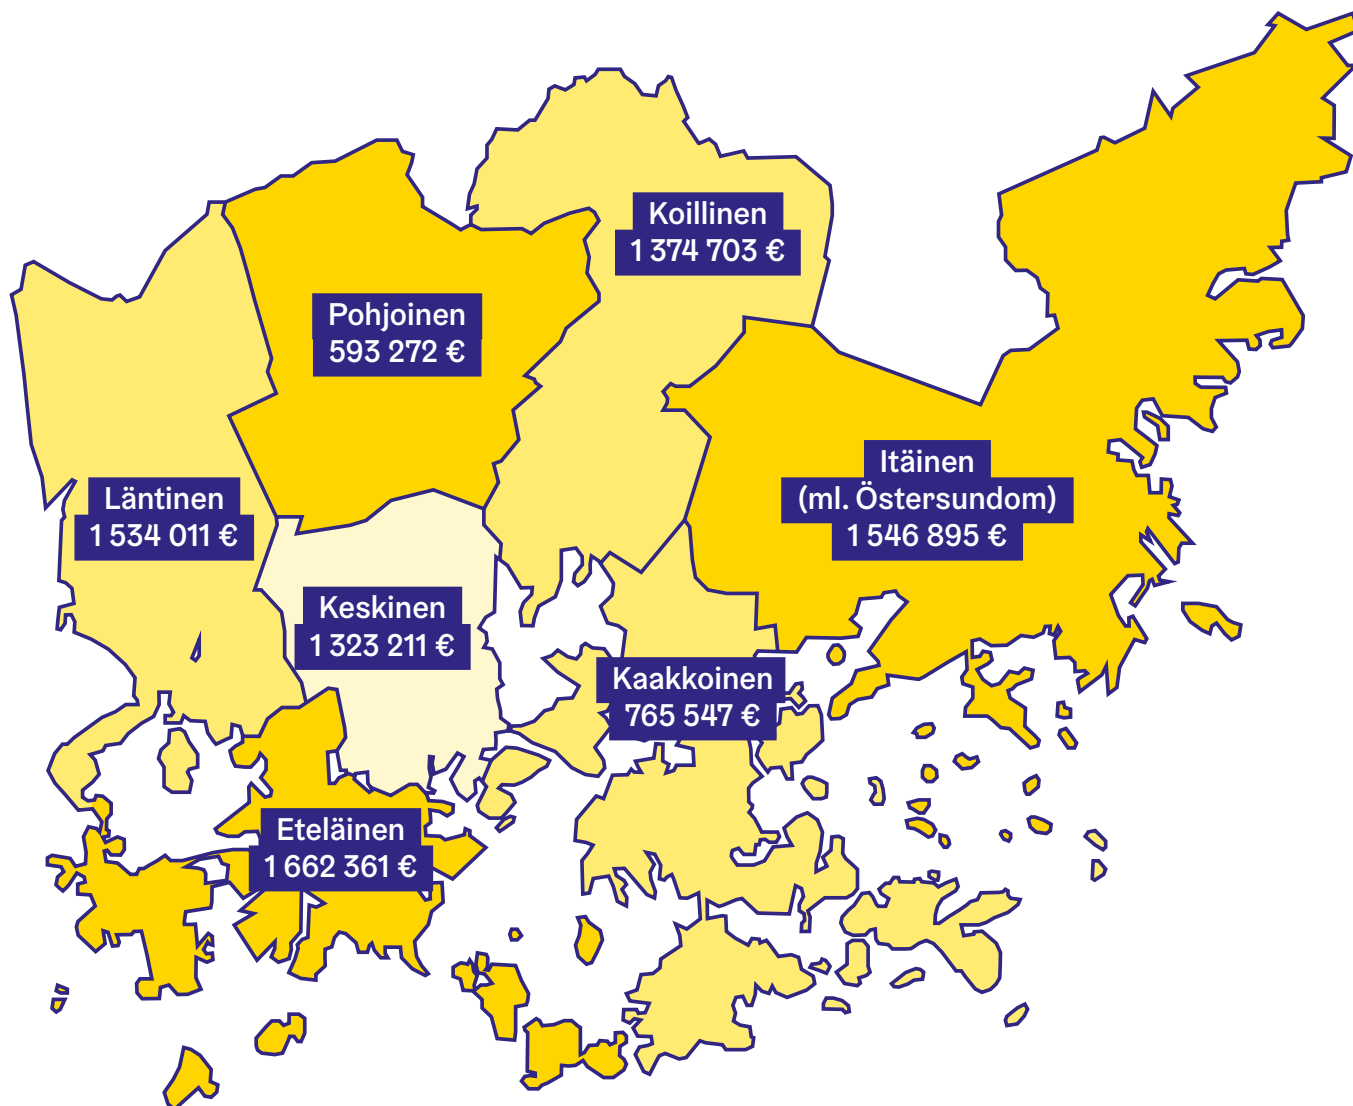 Koillinen
1 374 703 €
Pohjoinen
593 272 €
Itäinen
(ml. Östersundom)
1 546 895 €
Läntinen
1 534 011 €
Keskinen
1 323 211 €
Kaakkoinen
765 547 €
Eteläinen
1 662 361 €